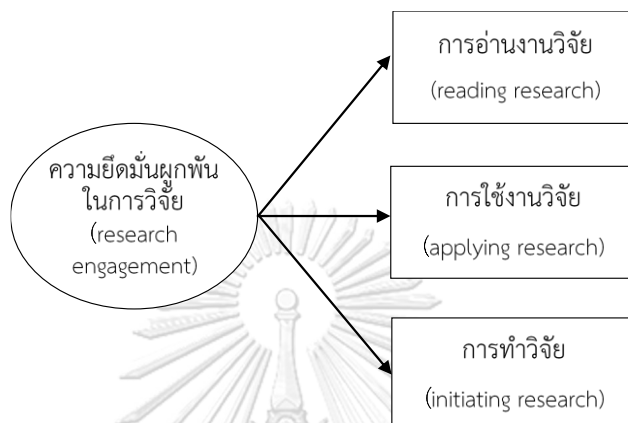 การอ่านงานวิจัย
(reading research)
ความยึดมั่นผูกพัน
ในการวิจัย
(research
engagement)
การใช้งานวิจัย
(applying research)
การทำวิจัย
(initiating research)